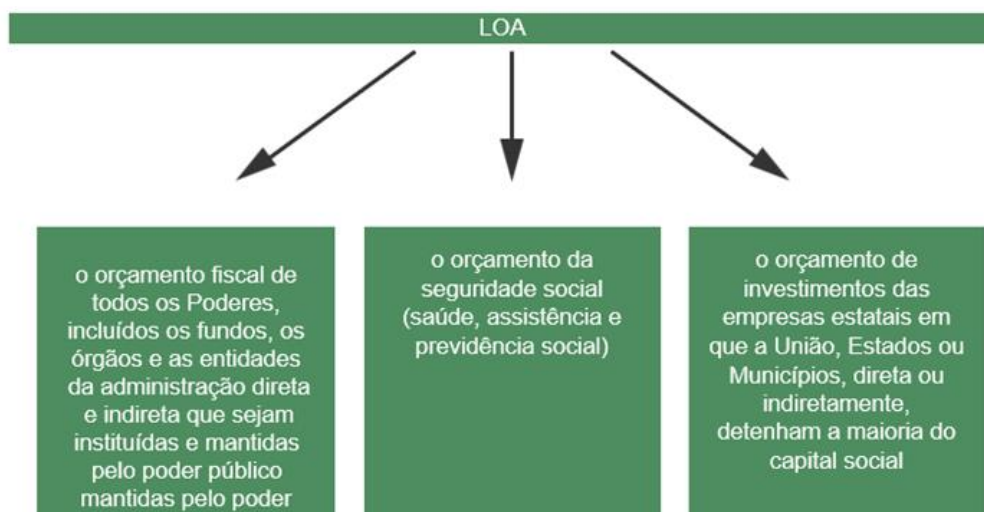 LOA
o orçamento fiscal de
todos os Poderes,
incluídos os fundos, os
órgãos e as entidades
da administração direta
e indireta que sejam
instituídas e mantidas
pelo poder público
mantidas pelo poder
o orçamento da
seguridade social
(saúde, assistência e
previdência social)
o orçamento de
investimentos das
empresas estatais em
que a União, Estados ou
Municípios, direta ou
indiretamente,
detenham a maioria do
capital social